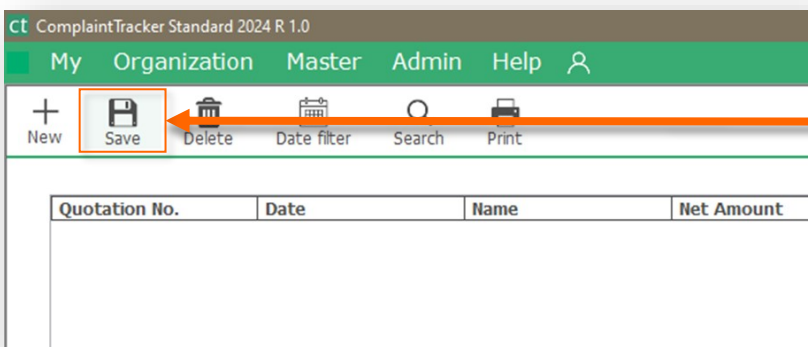 ct ComplaintTracker Standard 2024 R 1.0
My Organization Master Admin Help
New Save Delete Date filter Search Print
Quotation No. Date Name Net Amount